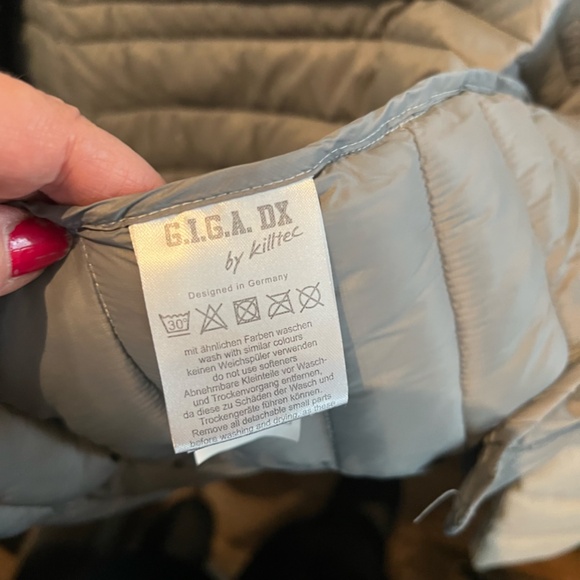 G.I.G.A. DX
by killtec
Designed in Germany
30°
mit ähnlichen Farben waschen
wash with similar colours
keinen Weichspüler verwenden
do not use softeners
Abnehmbare Kleinteile vor Wasch-
und Trockenvorgang entfernen,
da diese zu Schäden der Wasch und
Trockengeräte führen können.
Remove all detachable small parts
before washing and drying, as these